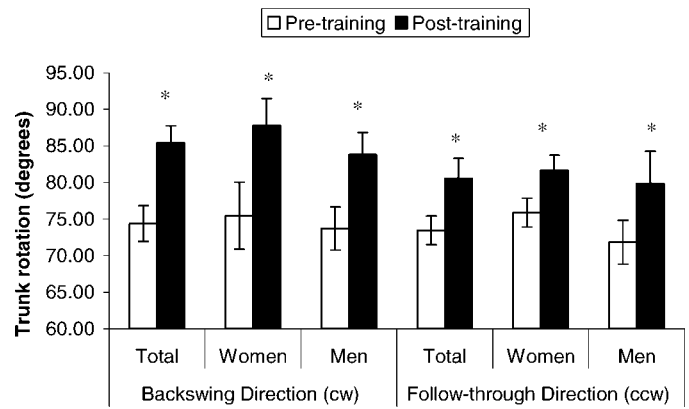 Pre-training Post-training
95.00
90.00
85.00
80.00
75.00
70.00
65.00
60.00
Trunk rotation (degrees)
* * * * * *
Total Women Men Total Women Men
Backswing Direction (cw) Follow-through Direction (ccw)